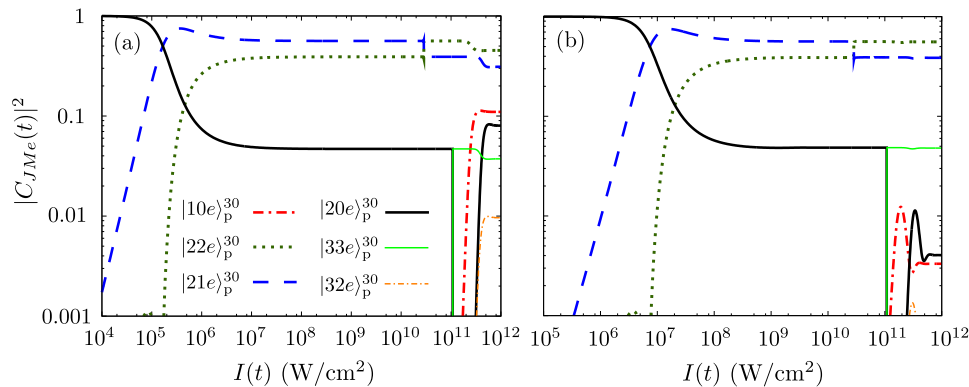 |C_{JMe}(t)|^2
1
0.1
0.01
0.001
(a)
|10e⟩_p^{30}
|20e⟩_p^{30}
|22e⟩_p^{30}
|33e⟩_p^{30}
|21e⟩_p^{30}
|32e⟩_p^{30}
10^4 10^5 10^6 10^7 10^8 10^9 10^{10} 10^{11} 10^{12}
I(t) (W/cm^2)
(b)
10^5 10^6 10^7 10^8 10^9 10^{10} 10^{11} 10^{12}
I(t) (W/cm^2)